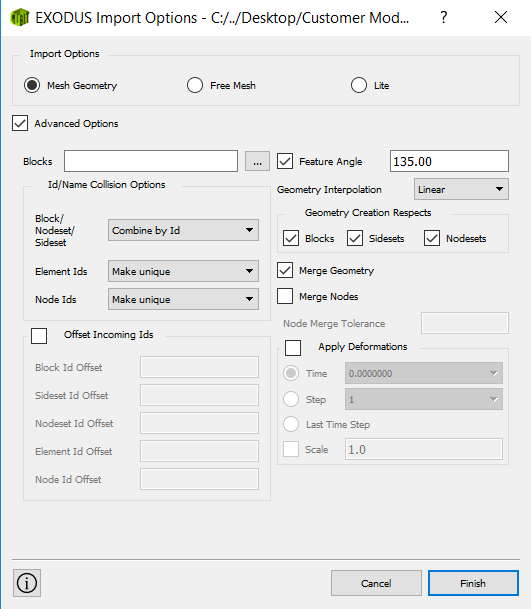 EXODUS Import Options - C:/../Desktop/Customer Mod...
Import Options
Mesh Geometry
Free Mesh
Lite
Advanced Options
Blocks
...
Id/Name Collision Options
Block/
Nodeset/
Sideset
Combine by Id
Element Ids
Make unique
Node Ids
Make unique
Offset Incoming Ids
Block Id Offset
Sideset Id Offset
Nodeset Id Offset
Element Id Offset
Node Id Offset
Feature Angle
135.00
Geometry Interpolation
Linear
Geometry Creation Respects
Blocks
Sidesets
Nodesets
Merge Geometry
Merge Nodes
Node Merge Tolerance
Apply Deformations
Time
0.0000000
Step
1
Last Time Step
Scale
1.0
Cancel
Finish